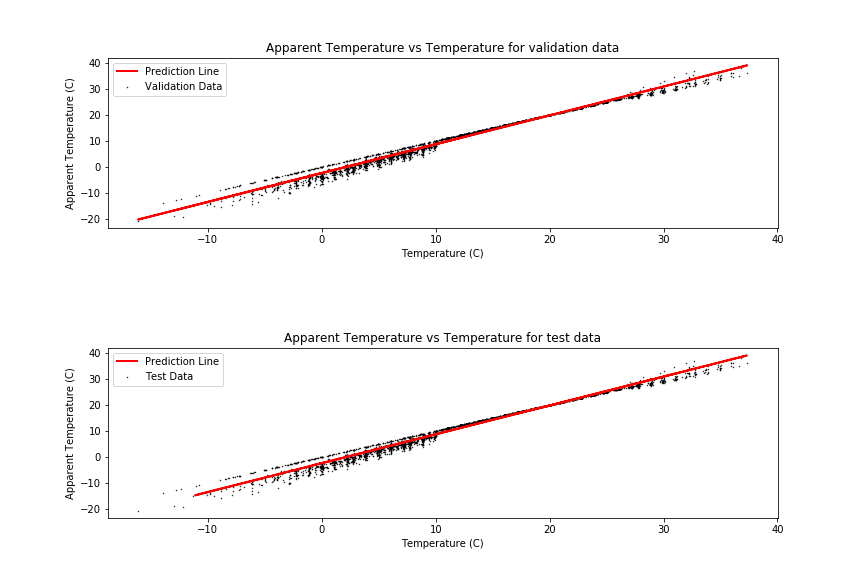 Apparent Temperature vs Temperature for validation data
Prediction Line
Validation Data
Apparent Temperature (C)
40
30
20
10
0
−10
−20
−10
0
10
20
30
40
Temperature (C)
Apparent Temperature vs Temperature for test data
Prediction Line
Test Data
Apparent Temperature (C)
40
30
20
10
0
−10
−20
−10
0
10
20
30
40
Temperature (C)